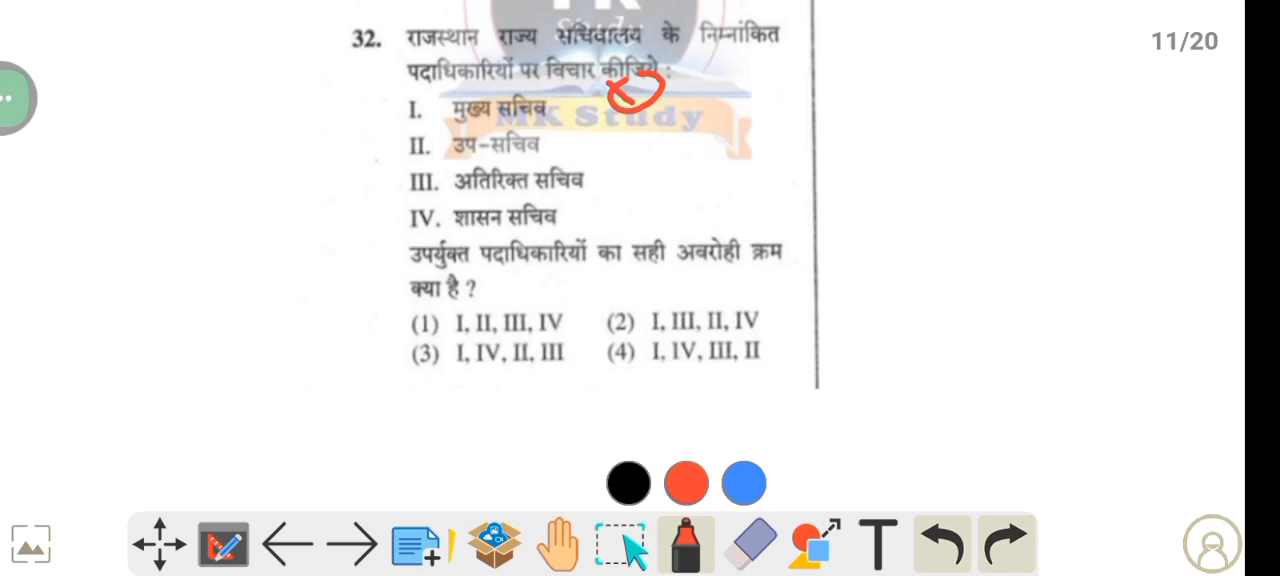 11/20
32. राजस्थान राज्य सचिवालय के निम्नांकित
पदाधिकारियों पर विचार कीजिये :
I. मुख्य सचिव
MK Study
II. उप-सचिव
III. अतिरिक्त सचिव
IV. शासन सचिव
उपर्युक्त पदाधिकारियों का सही अवरोही क्रम
क्या है ?
(1) I, II, III, IV (2) I, III, II, IV
(3) I, IV, II, III (4) I, IV, III, II
T